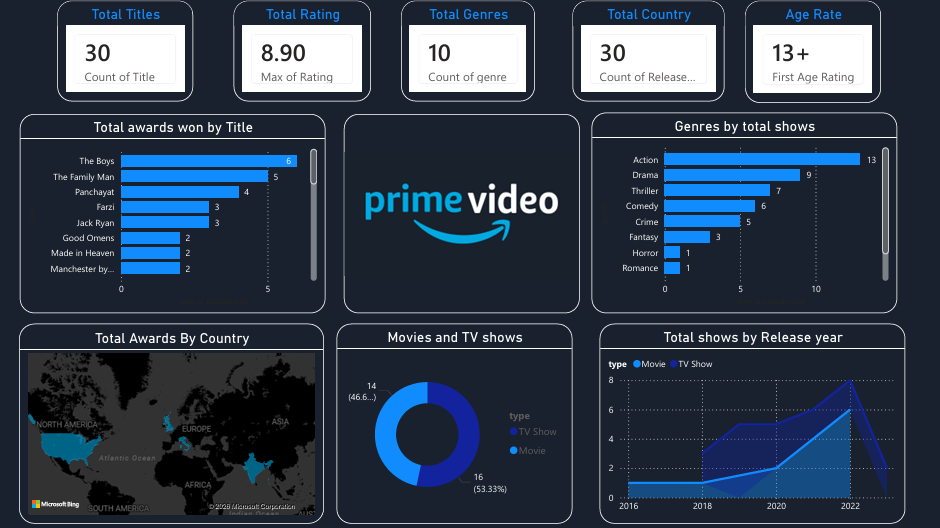 Total Titles
30
Count of Title
Total Rating
8.90
Max of Rating
Total Genres
10
Count of genre
Total Country
30
Count of Release...
Age Rate
13+
First Age Rating
Total awards won by Title
The Boys 6
The Family Man 5
Panchayat 4
Farzi 3
Jack Ryan 3
Good Omens 2
Made in Heaven 2
Manchester by... 2
0 5
prime video
Genres by total shows
Action 13
Drama 9
Thriller 7
Comedy 6
Crime 5
Fantasy 3
Horror 1
Romance 1
0 5 10
Total Awards By Country
NORTH AMERICA
EUROPE
ASIA
Atlantic Ocean
AFRICA
SOUTH AMERICA
Microsoft Bing
Microsoft Corporation
Indian Ocean
Movies and TV shows
14
(46.6...)
type
TV Show
Movie
16
(53.33%)
Total shows by Release year
type Movie TV Show
8
6
4
2
0
2016 2018 2020 2022